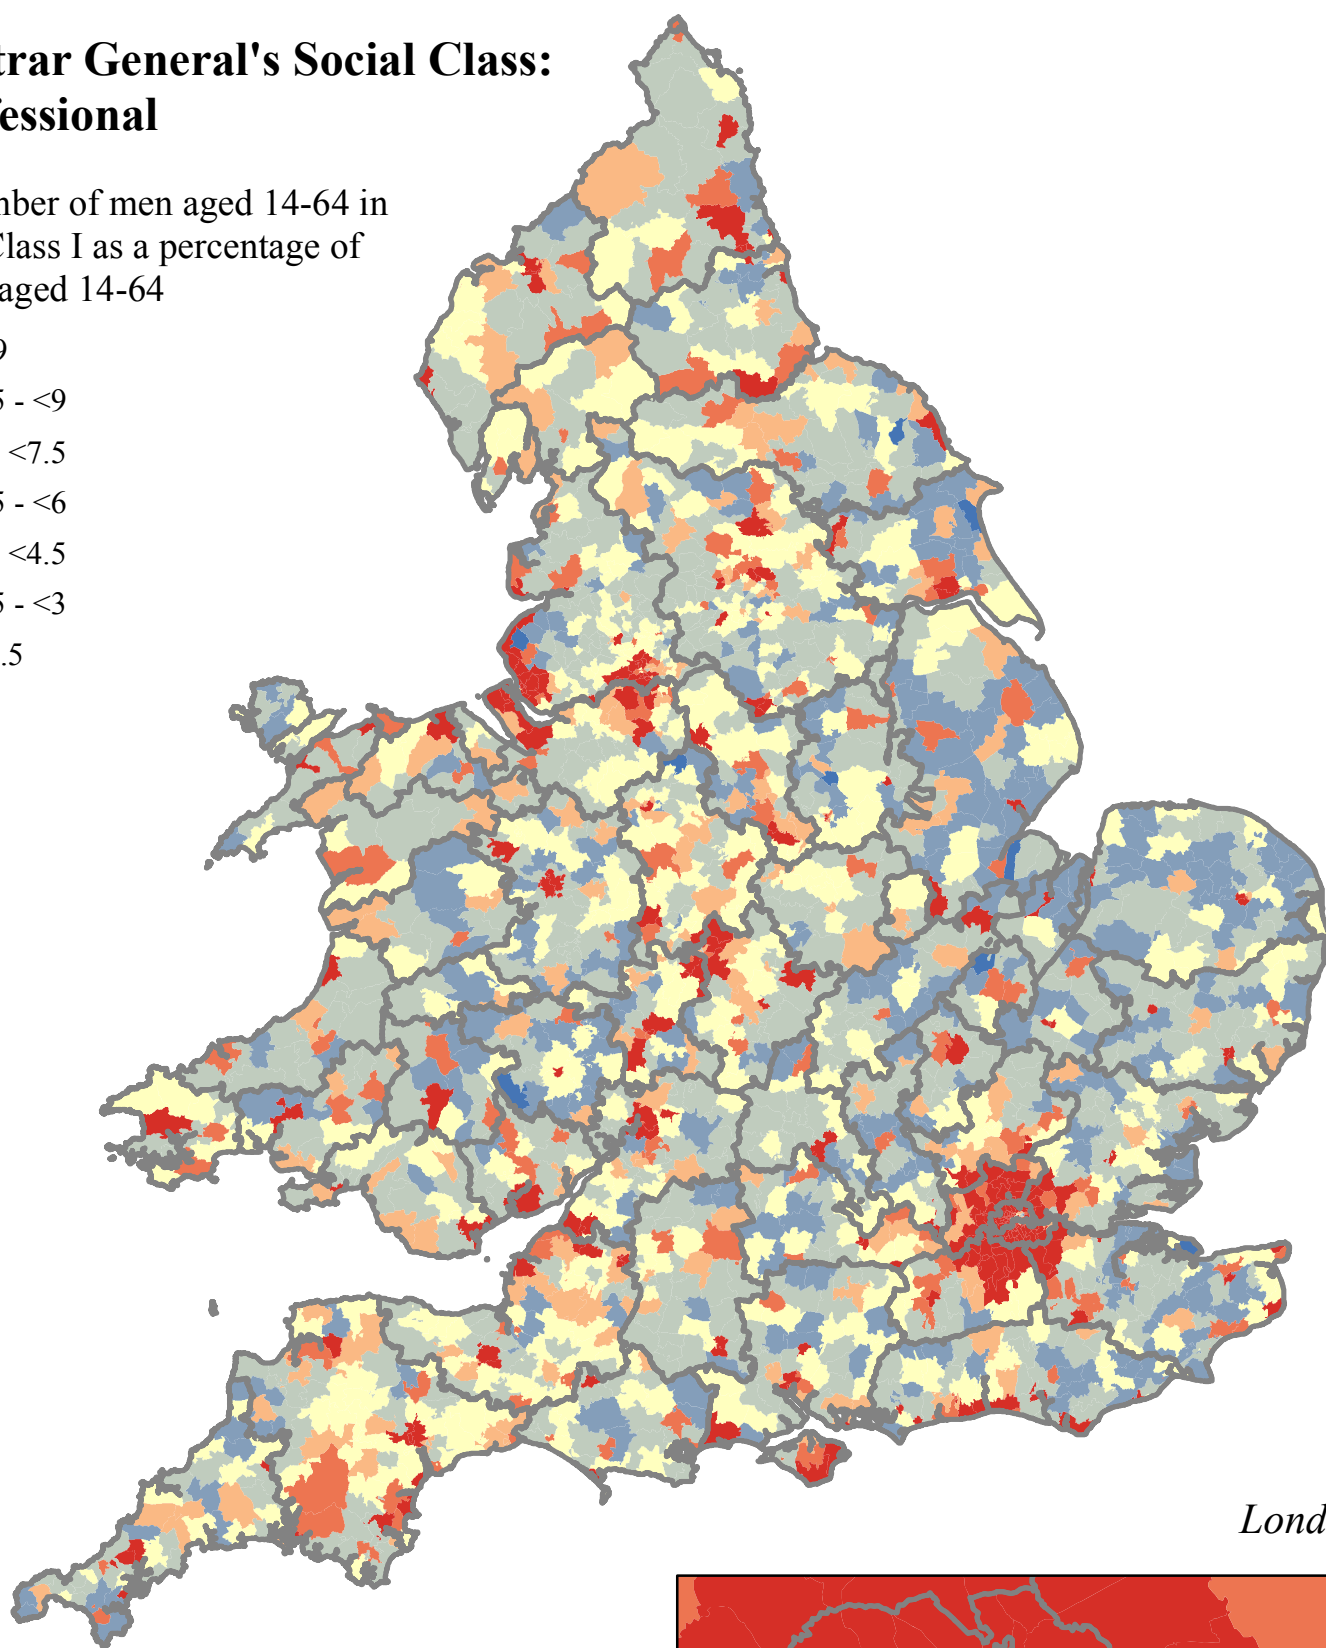 trar General's Social Class:
fessional
nber of men aged 14-64 in
Class I as a percentage of
aged 14-64
9
5 - <9
<7.5
5 - <6
<4.5
5 - <3
.5
Lond